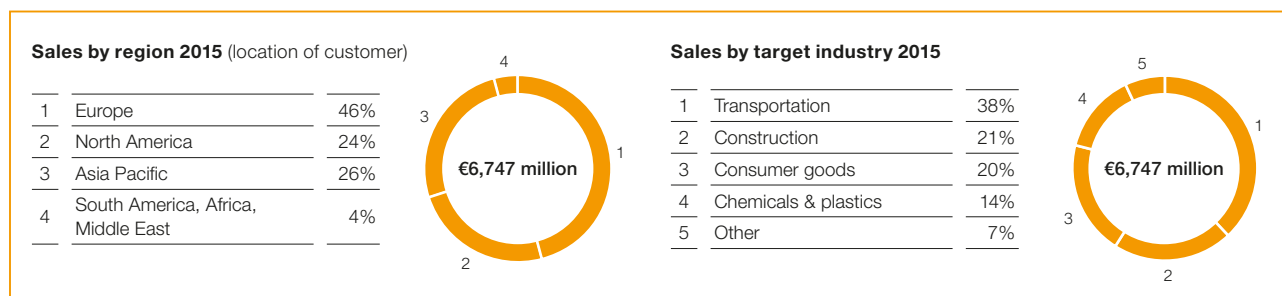 Sales by region 2015 (location of customer)
1 Europe 46%
2 North America 24%
3 Asia Pacific 26%
4 South America, Africa,
Middle East 4%
4
3
€6,747 million
1
2
Sales by target industry 2015
1 Transportation 38%
2 Construction 21%
3 Consumer goods 20%
4 Chemicals & plastics 14%
5 Other 7%
5
4
1
€6,747 million
3
2